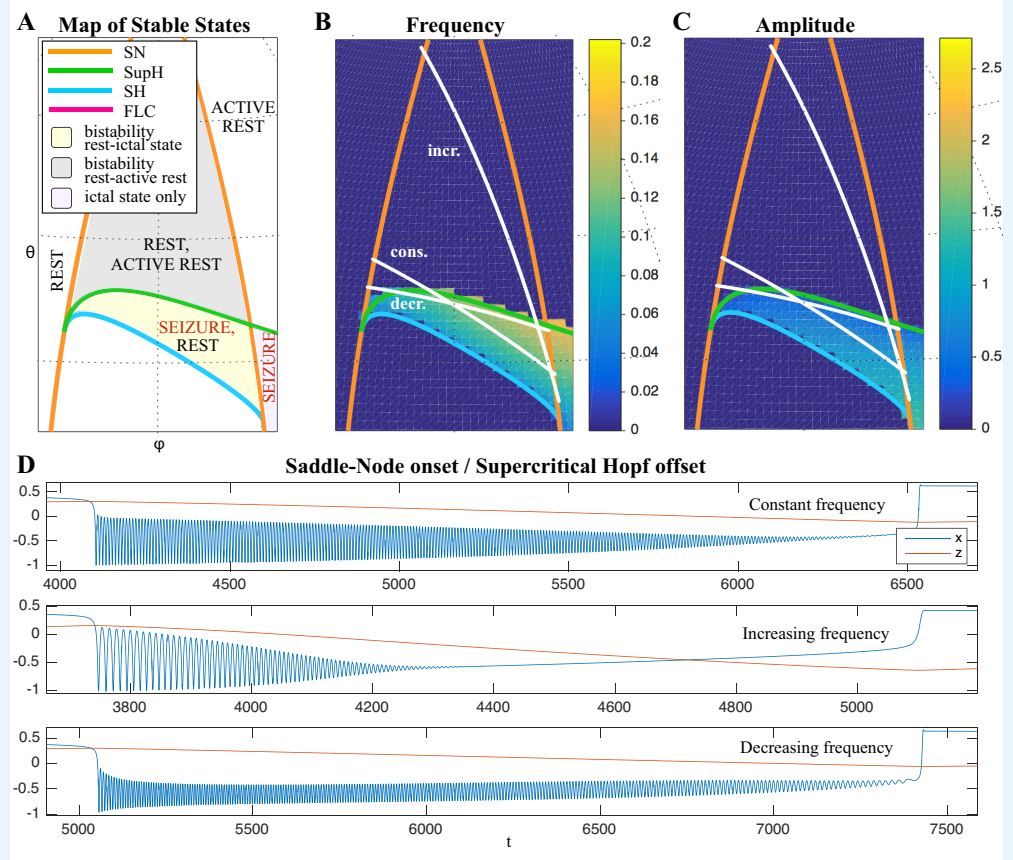 A Map of Stable States
SN
SupH
SH
FLC
bistability
rest-ictal state
bistability
rest-active rest
ictal state only
ACTIVE
REST
REST
REST,
ACTIVE REST
SEIZURE,
REST
SEIZURE
θ
φ
B Frequency
incr.
cons.
decr.
0.2
0.18
0.16
0.14
0.12
0.1
0.08
0.06
0.04
0.02
0
C Amplitude
2.5
2
1.5
1
0.5
0
D Saddle-Node onset / Supercritical Hopf offset
Constant frequency
x
z
0.5
0
-0.5
-1
4000 4500 5000 5500 6000 6500
Increasing frequency
0.5
0
-0.5
-1
3800 4000 4200 4400 4600 4800 5000
Decreasing frequency
0.5
0
-0.5
-1
5000 5500 6000 6500 7000 7500
t